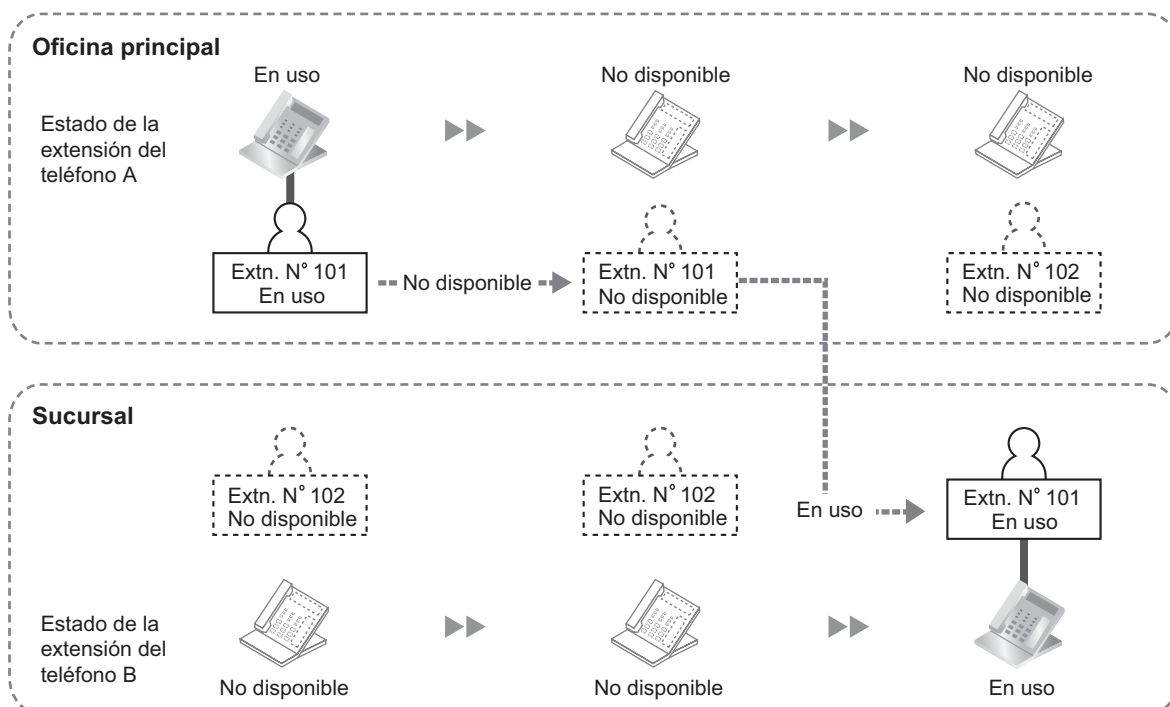 Oficina principal
En uso
No disponible
No disponible
Estado de la
extensión del
teléfono A
Extn. N° 101
En uso
No disponible
Extn. N° 101
No disponible
Extn. N° 102
No disponible
Sucursal
Extn. N° 102
No disponible
Extn. N° 102
No disponible
En uso
Extn. N° 101
En uso
Estado de la
extensión del
teléfono B
No disponible
No disponible
En uso